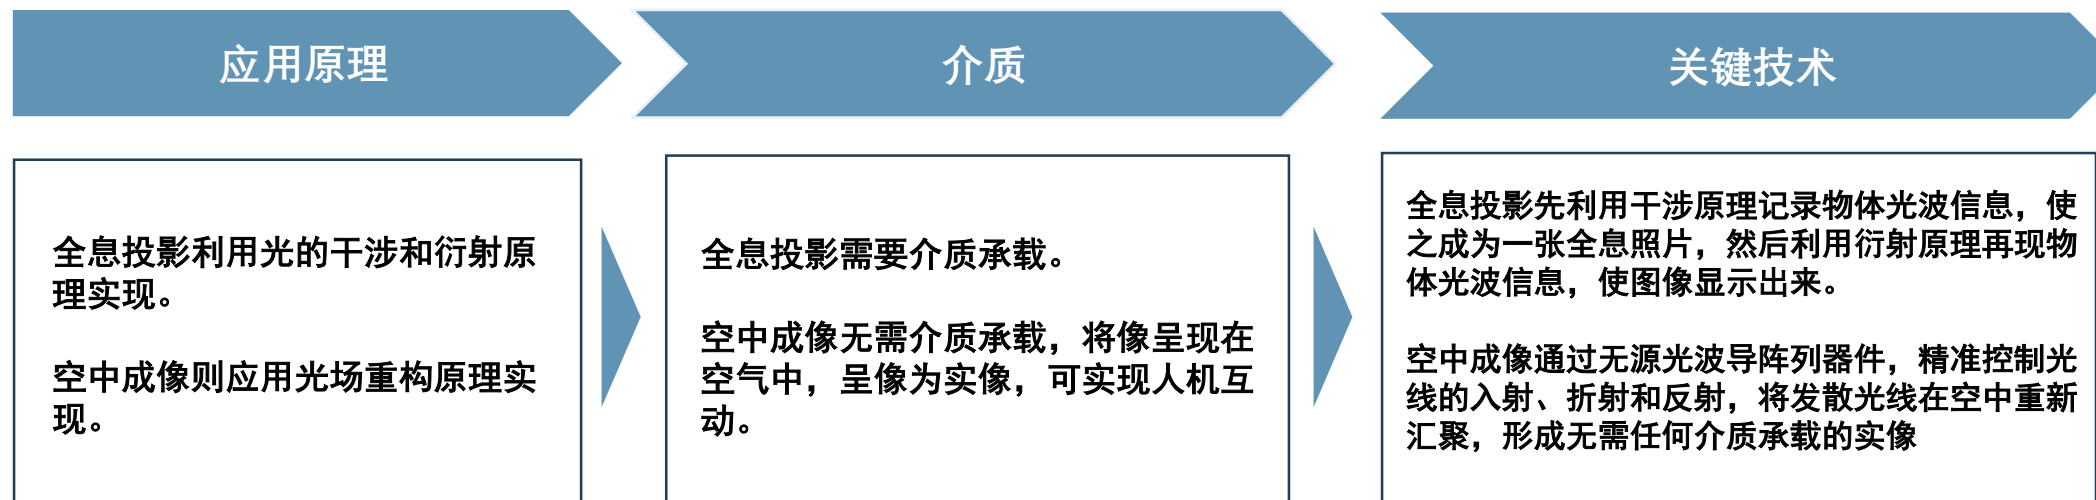 应用原理
介质
关键技术
全息投影利用光的干涉和衍射原
理实现。
空中成像则应用光场重构原理实
现。
全息投影需要介质承载。
空中成像无需介质承载，将像呈现在
空气中，呈像为实像，可实现人机互
动。
全息投影先利用干涉原理记录物体光波信息，使
之成为一张全息照片，然后利用衍射原理再现物
体光波信息，使图像显示出来。
空中成像通过无源光波导阵列器件，精准控制光
线的入射、折射和反射，将发散光线在空中重新
汇聚，形成无需任何介质承载的实像